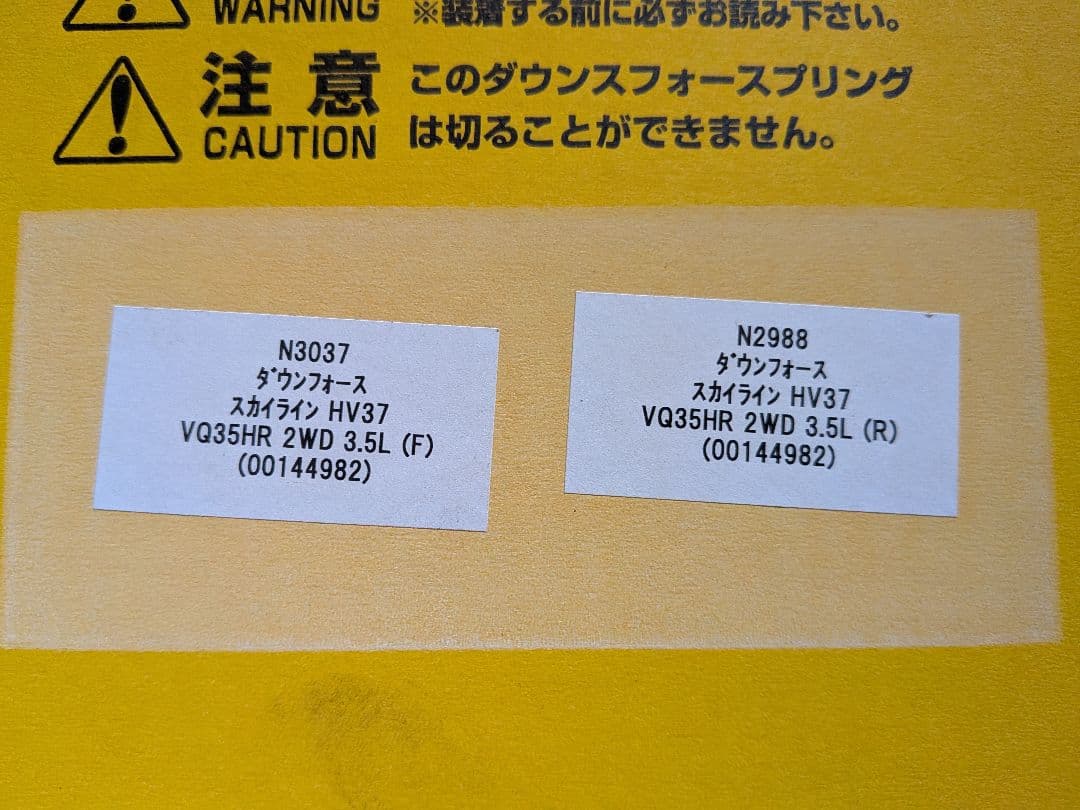 WARNING ※装着する前に必ずお読み下さい。
注意 このダウンスフォースプリング
CAUTION は切ることができません。
N3037
ﾀﾞｳﾝﾌｫｰｽ
ｽｶｲﾗｲﾝ HV37
VQ35HR 2WD 3.5L (F)
(00144982)
N2988
ﾀﾞｳﾝﾌｫｰｽ
ｽｶｲﾗｲﾝ HV37
VQ35HR 2WD 3.5L (R)
(00144982)